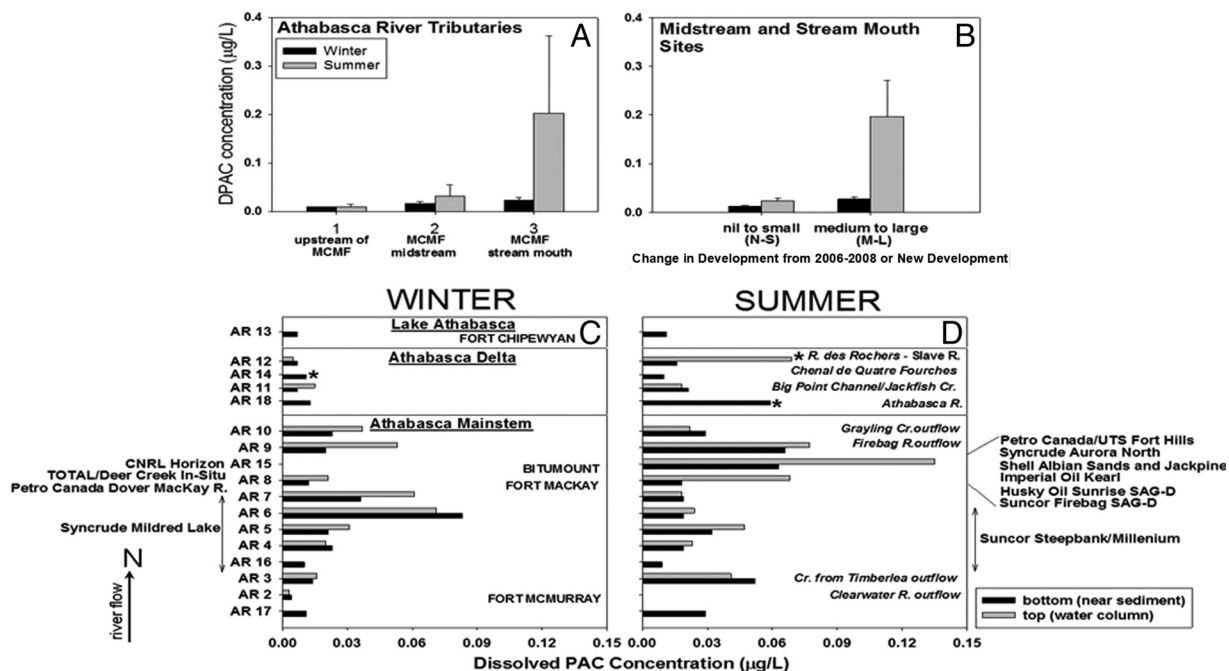 Athabasca River Tributaries
A
Winter
Summer
DPAC concentration (µg/L)
0.4
0.3
0.2
0.1
0.0
1
upstream of
MCMF
2
MCMF
midstream
3
MCMF
stream mouth
Midstream and Stream Mouth
Sites
B
0.4
0.3
0.2
0.1
0.0
nil to small
(N-S)
medium to large
(M-L)
Change in Development from 2006-2008 or New Development
WINTER
C
Lake Athabasca
FORT CHIPEWYAN
Athabasca Delta
*
Athabasca Mainstem
BITUMOUNT
FORT MACKAY
FORT MCMURRAY
AR 13
AR 12
AR 14
AR 11
AR 18
AR 10
AR 9
AR 15
AR 8
AR 7
AR 6
AR 5
AR 4
AR 16
AR 3
AR 2
AR 17
CNRL Horizon
TOTAL/Deer Creek In-Situ
Petro Canada Dover MacKay R.
Syncrude Mildred Lake
N
river flow
0.00
0.03
0.06
0.09
0.12
0.15
SUMMER
D
* R. des Rochers - Slave R.
Chenal de Quatre Fourches
Big Point Channel/Jackfish Cr.
* Athabasca R.
Grayling Cr.outflow
Firebag R.outflow
Cr. from Timberlea outflow
Clearwater R. outflow
Petro Canada/UTS Fort Hills
Syncrude Aurora North
Shell Albian Sands and Jackpine
Imperial Oil Kearl
Husky Oil Sunrise SAG-D
Suncor Firebag SAG-D
Suncor Steepbank/Millenium
bottom (near sediment)
top (water column)
0.00
0.03
0.06
0.09
0.12
0.15
Dissolved PAC Concentration (µg/L)